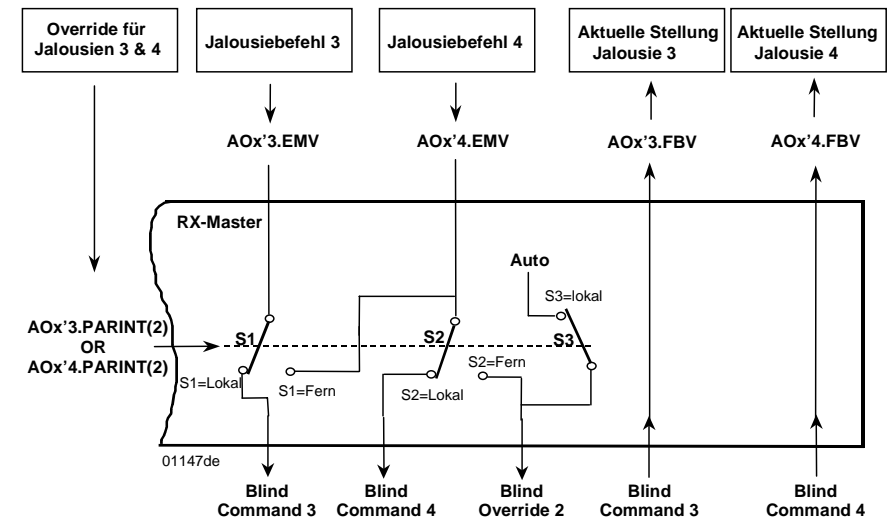 Override für
Jalousien 3 & 4
Jalousiebefehl 3
Jalousiebefehl 4
Aktuelle Stellung
Jalousie 3
Aktuelle Stellung
Jalousie 4
AOx’3.EMV
AOx’4.EMV
AOx’3.FBV
AOx’4.FBV
RX-Master
Auto
S3=lokal
AOx’3.PARINT(2)
OR
AOx’4.PARINT(2)
S1
S2
S3
S1=Lokal
S1=Fern
S2=Lokal
S2=Fern
01147de
Blind
Command 3
Blind
Command 4
Blind
Override 2
Blind
Command 3
Blind
Command 4